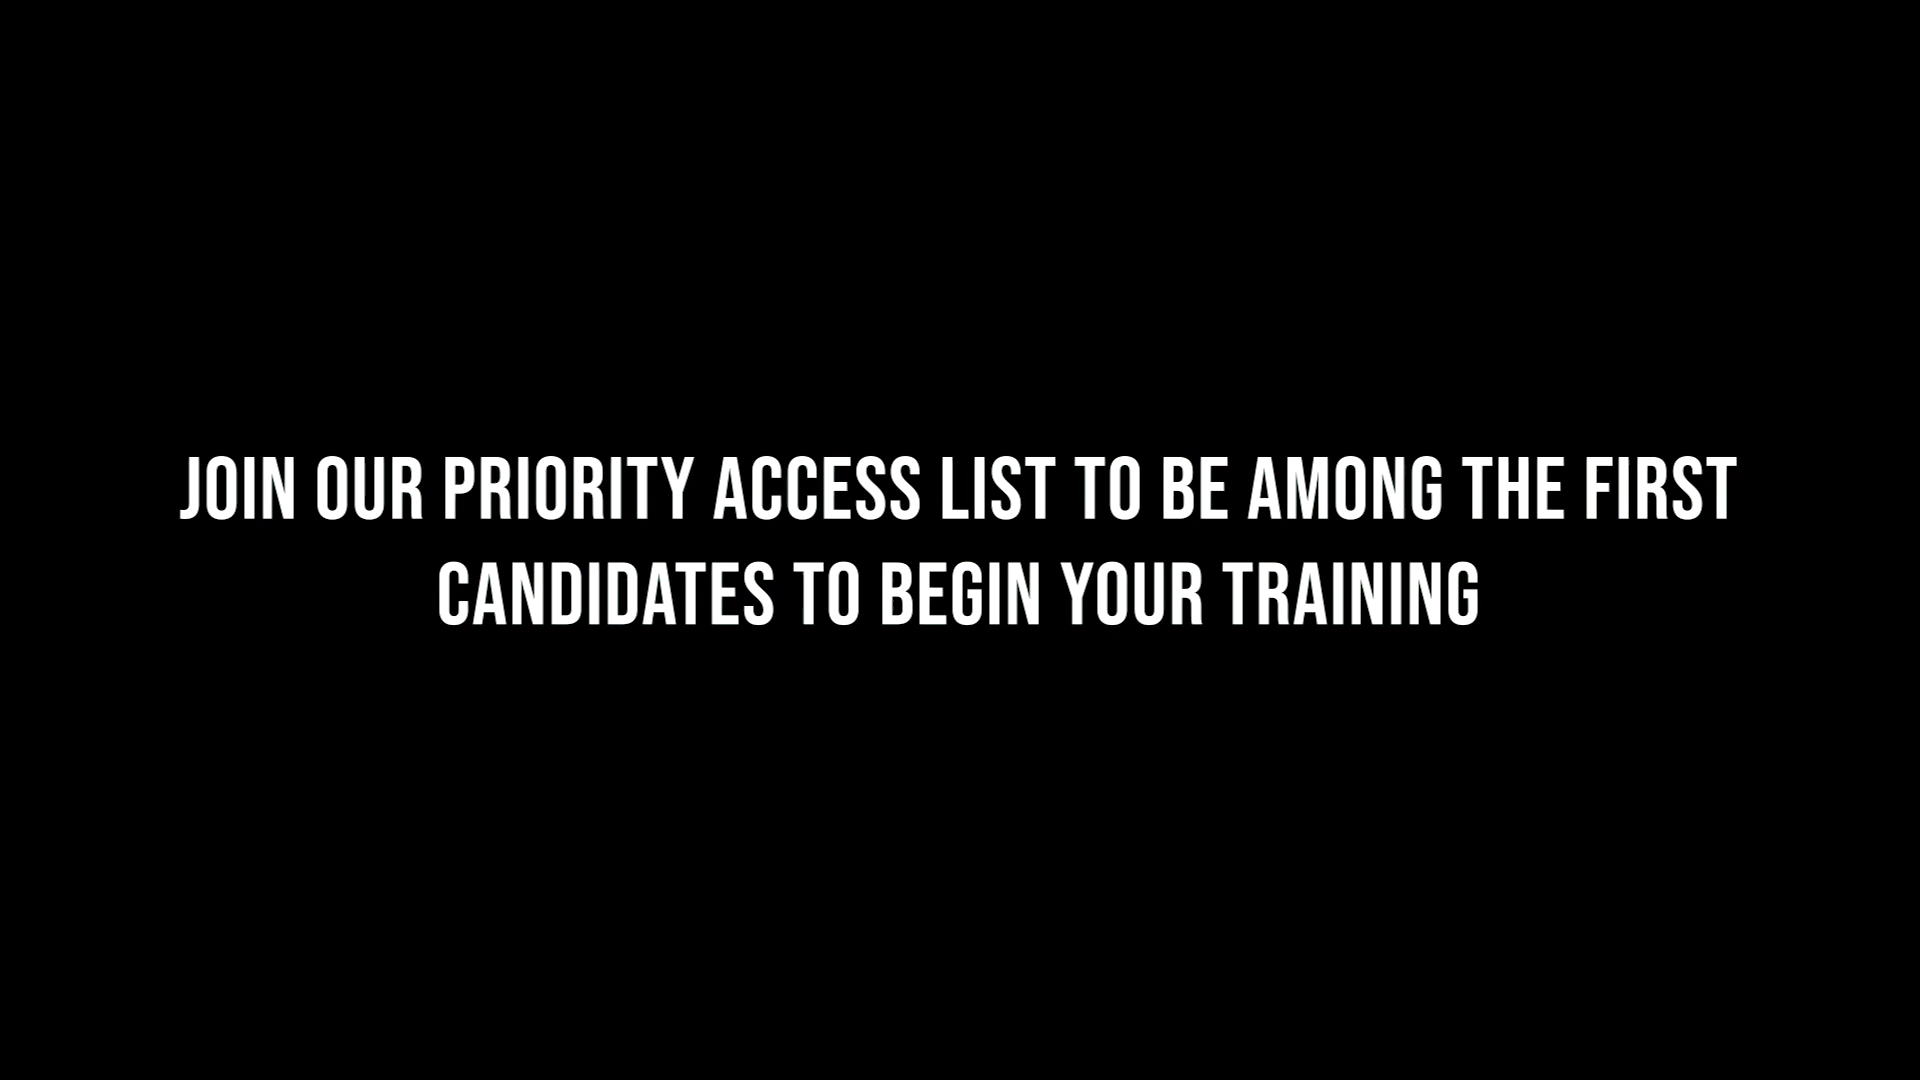 JOIN OUR PRIORITY ACCESS LIST TO BE AMONG THE FIRST
CANDIDATES TO BEGIN YOUR TRAINING